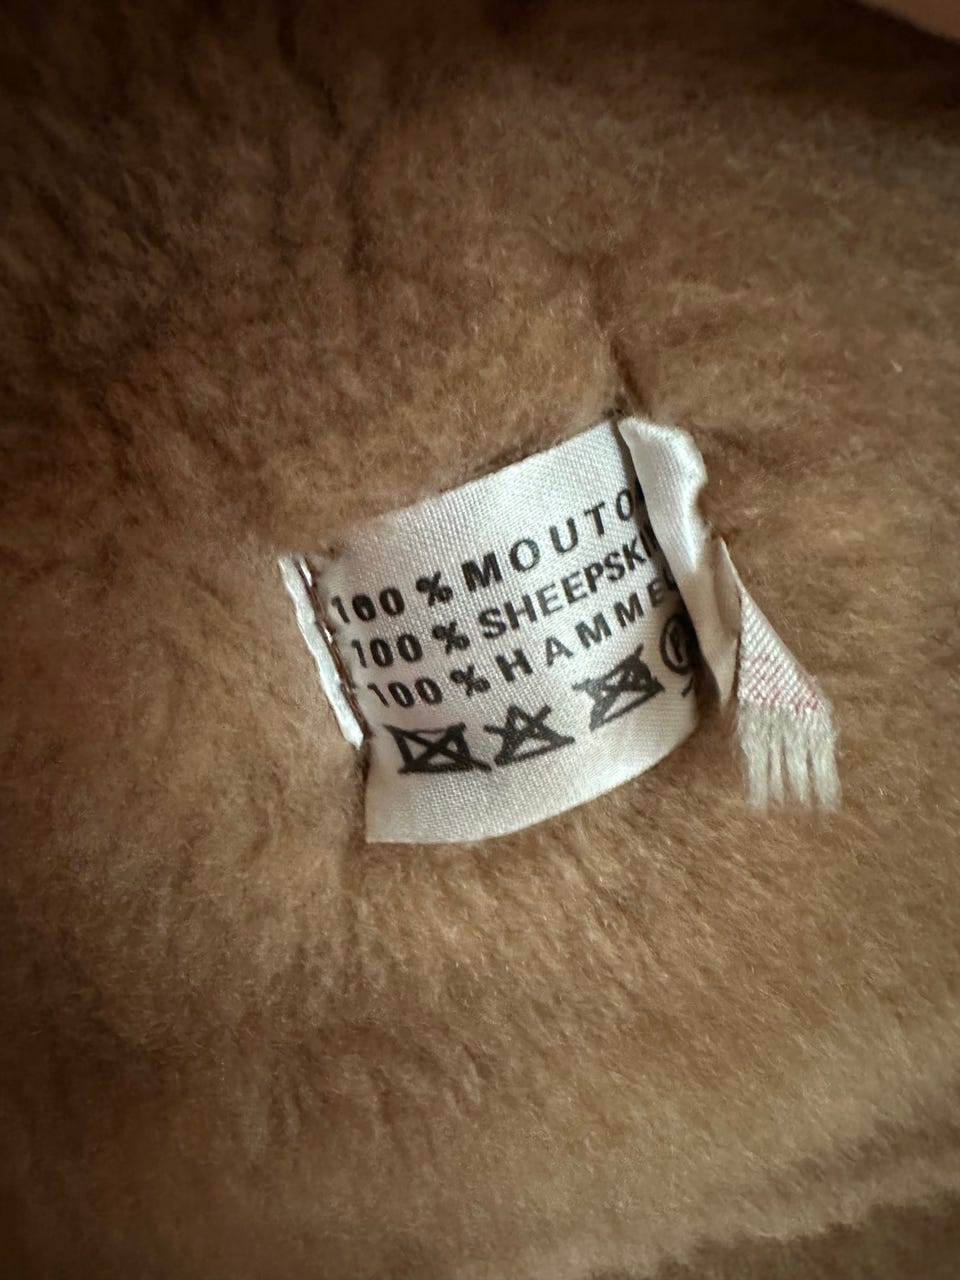 100 % MOUTO
100 % SHEEPSKI
100 % HAMME
P